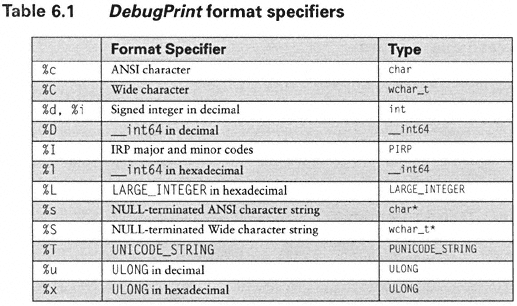 Table 6.1 DebugPrint format specifiers
Format Specifier Type
%c ANSI character char
%C Wide character wchar_t
%d, %i Signed integer in decimal int
%D __int64 in decimal __int64
%I IRP major and minor codes PIRP
%l __int64 in hexadecimal __int64
%L LARGE_INTEGER in hexadecimal LARGE_INTEGER
%s NULL-terminated ANSI character string char*
%S NULL-terminated Wide character string wchar_t*
%T UNICODE_STRING PUNICODE_STRING
%u ULONG in decimal ULONG
%x ULONG in hexadecimal ULONG